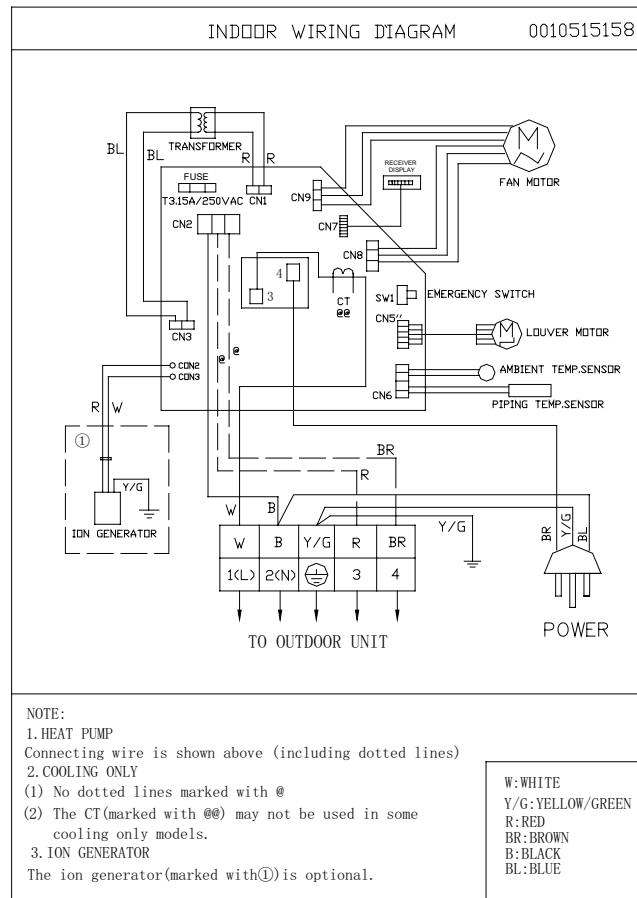 INDOOR WIRING DIAGRAM 0010515158
TRANSFORMER
BL
BL
R
R
FUSE
T3.15A/250VAC
CN1
CN2
CN9
RECEIVER
DISPLAY
FAN MOTOR
CN7
CN8
4
3
CT
@@
SW1
EMERGENCY SWITCH
CN5"
LOUVER MOTOR
CN3
@
@
CON2
CON3
AMBIENT TEMP.SENSOR
CN6
PIPING TEMP.SENSOR
R
W
①
Y/G
ION GENERATOR
BR
R
W
B
Y/G
BR
Y/G
BL
W B Y/G R BR
1(L) 2(N) 3 4
TO OUTDOOR UNIT
POWER
NOTE:
1.HEAT PUMP
Connecting wire is shown above (including dotted lines)
2.COOLING ONLY
(1) No dotted lines marked with @
(2) The CT(marked with @@) may not be used in some
cooling only models.
3.ION GENERATOR
The ion generator(marked with①)is optional.
W:WHITE
Y/G:YELLOW/GREEN
R:RED
BR:BROWN
B:BLACK
BL:BLUE